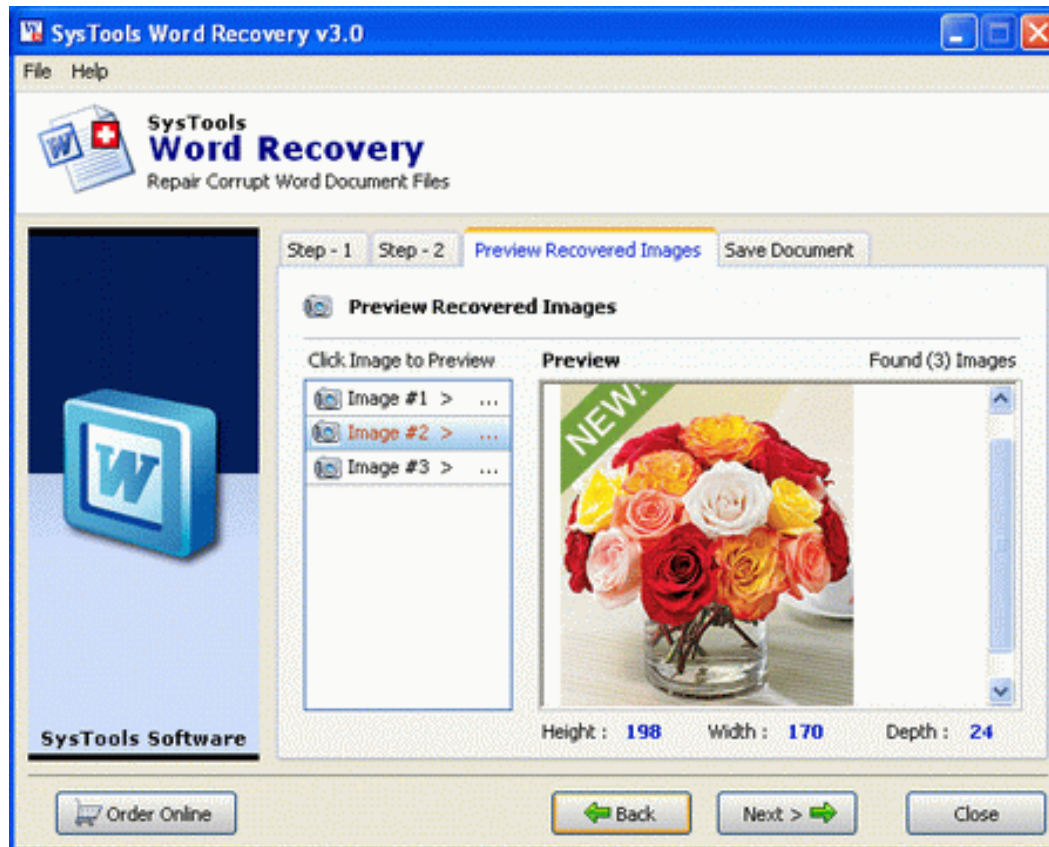 SysTools Word Recovery v3.0
File Help
SysTools
Word Recovery
Repair Corrupt Word Document Files
Step - 1 Step - 2 Preview Recovered Images Save Document
Preview Recovered Images
Click Image to Preview Preview Found (3) Images
Image #1 > ...
Image #2 > ...
Image #3 > ...
NEW!
W
Height : 198 Width : 170 Depth : 24
SysTools Software
Order Online Back Next > Close